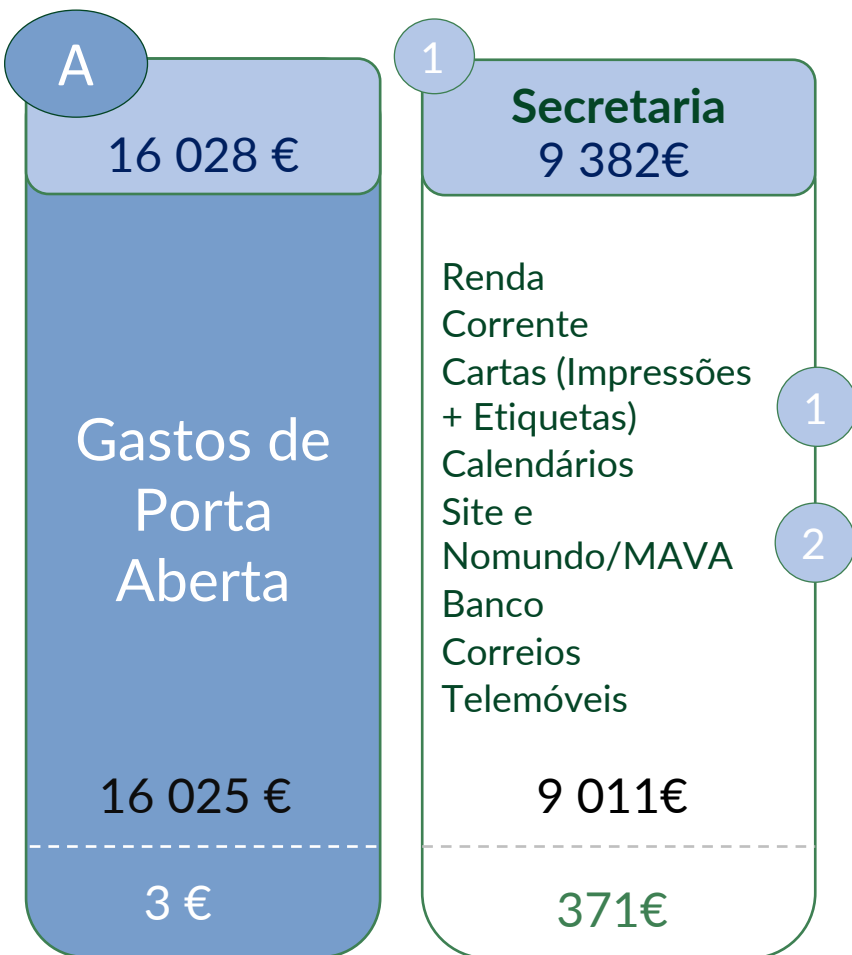 A
16 028 €
Gastos de
Porta
Aberta
16 025 €
3 €
1
Secretaria
9 382€
Renda
Corrente
Cartas (Impressões
+ Etiquetas)
1
Calendários
Site e
Nomundo/MAVA
2
Banco
Correios
Telemóveis
9 011€
371€